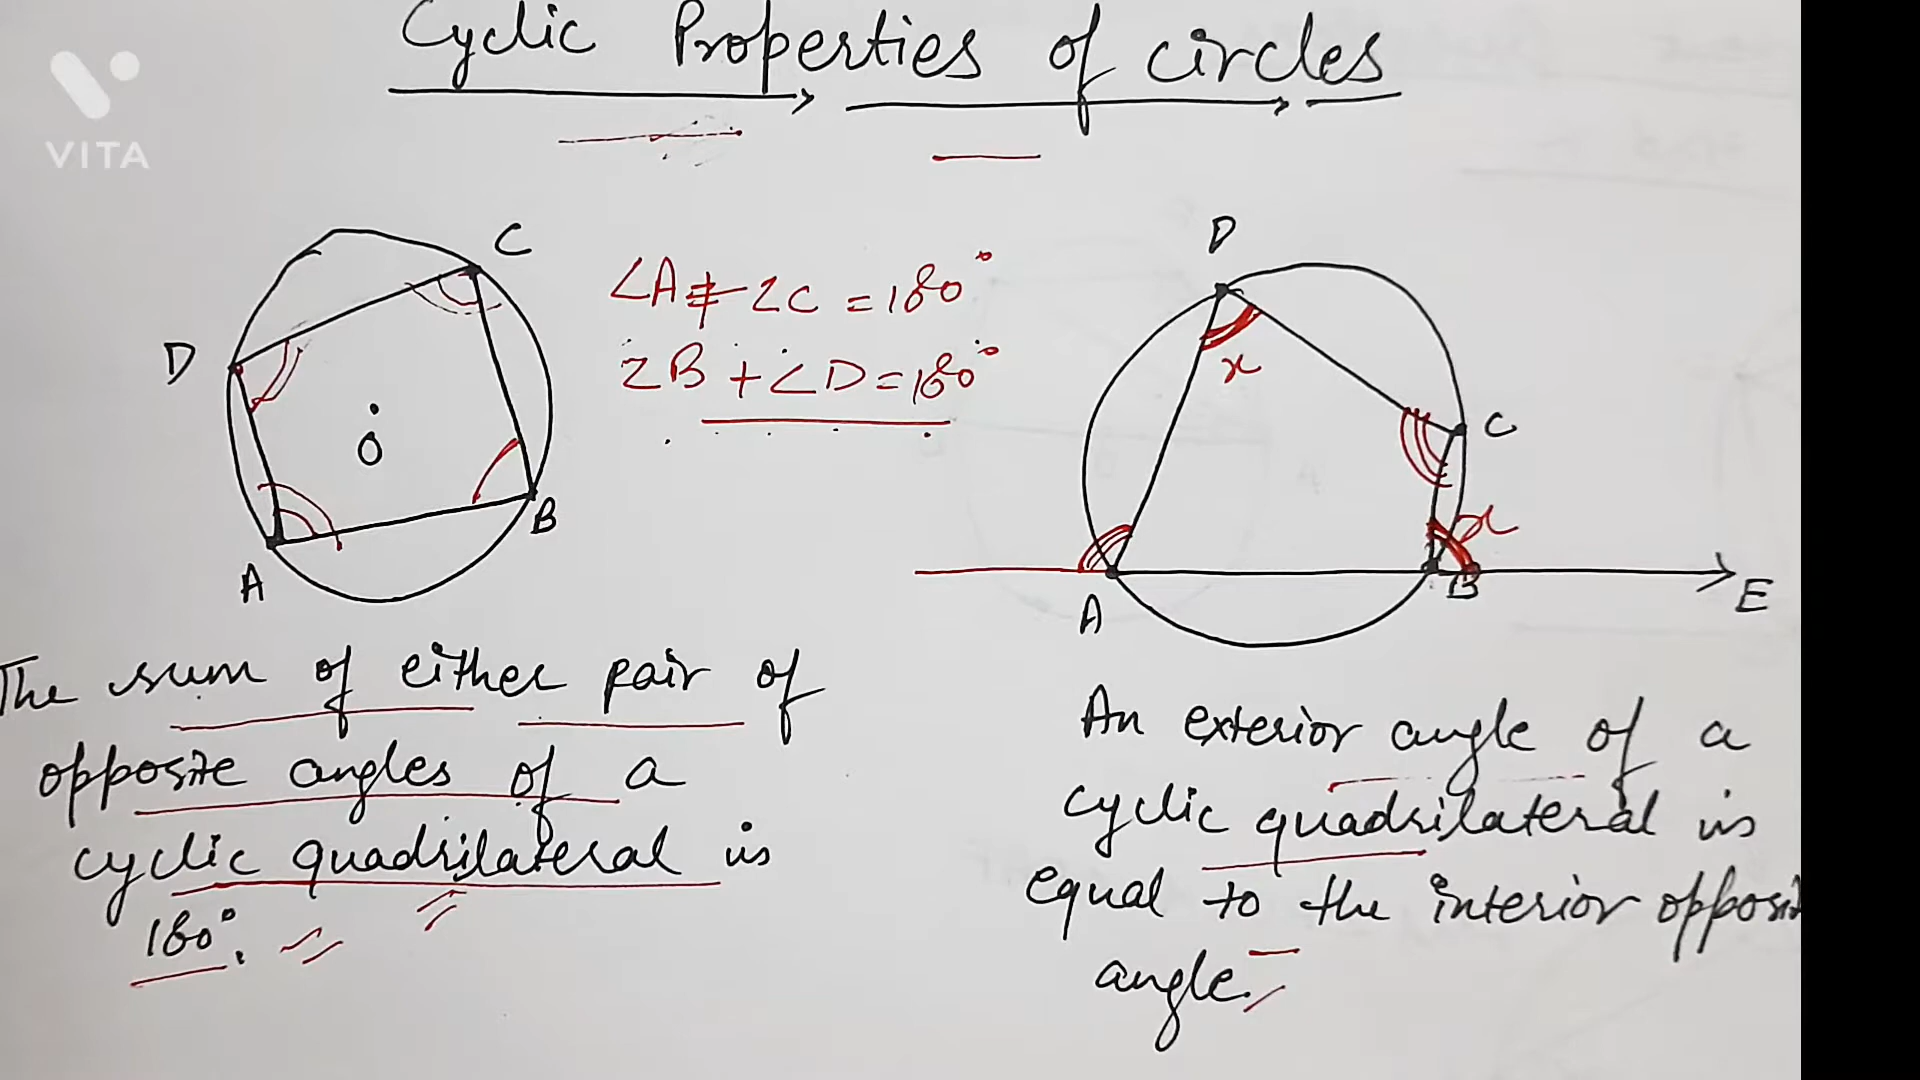 Cyclic Properties of circles
VITA
C
D
O
B
A
∠A + ∠C = 180°
∠B + ∠D = 180°
D
x
C
x
A
B
E
The sum of either pair of
opposite angles of a
cyclic quadrilateral is
180°.
An exterior angle of a
cyclic quadrilateral is
equal to the interior opposit
angle.